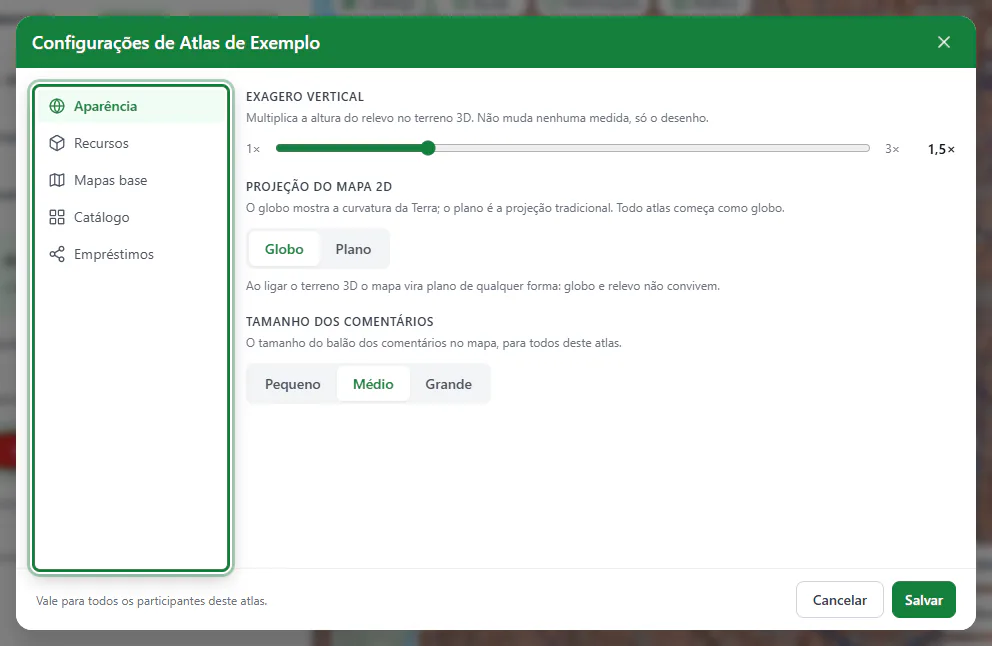 Configurações de Atlas de Exemplo
Aparência
Recursos
Mapas base
Catálogo
Empréstimos
EXAGERO VERTICAL
Multiplica a altura do relevo no terreno 3D. Não muda nenhuma medida, só o desenho.
1× 3× 1,5×
PROJEÇÃO DO MAPA 2D
O globo mostra a curvatura da Terra; o plano é a projeção tradicional. Todo atlas começa como globo.
Globo Plano
Ao ligar o terreno 3D o mapa vira plano de qualquer forma: globo e relevo não convivem.
TAMANHO DOS COMENTÁRIOS
O tamanho do balão dos comentários no mapa, para todos deste atlas.
Pequeno Médio Grande
Vale para todos os participantes deste atlas.
Cancelar Salvar